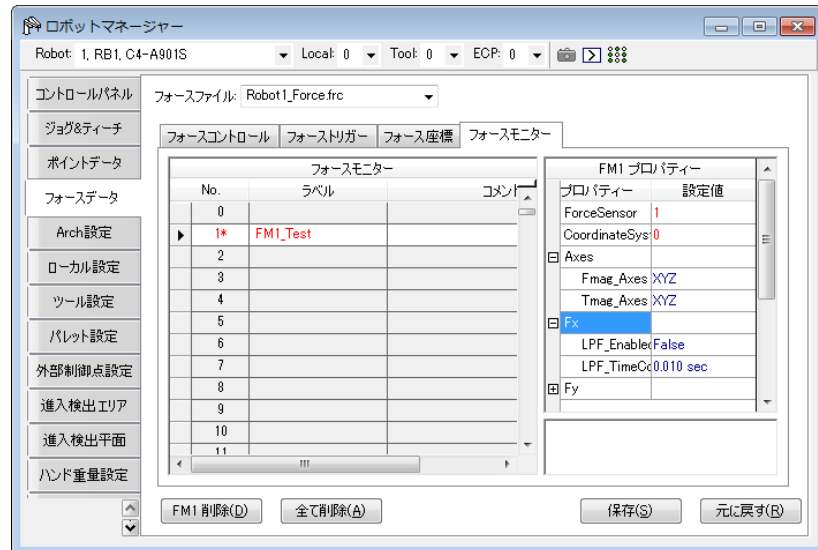 ロボットマネージャー
Robot: 1, RB1, C4-A901S Local: 0 Tool: 0 ECP: 0
コントロールパネル
ジョグ&ティーチ
ポイントデータ
フォースデータ
Arch設定
ローカル設定
ツール設定
パレット設定
外部制御点設定
進入検出エリア
進入検出平面
ハンド重量設定
フォースファイル: Robot1_Force.frc
フォースコントロール フォーストリガー フォース座標 フォースモニター
フォースモニター
No. ラベル コメント
0
1* FM1_Test
2
3
4
5
6
7
8
9
10
11
FM1 プロパティー
プロパティー 設定値
ForceSensor 1
CoordinateSys 0
Axes
Fmag_Axes XYZ
Tmag_Axes XYZ
Fx
LPF_Enabled False
LPF_TimeCo 0.010 sec
Fy
FM1 削除(D) 全て削除(A) 保存(S) 元に戻す(R)